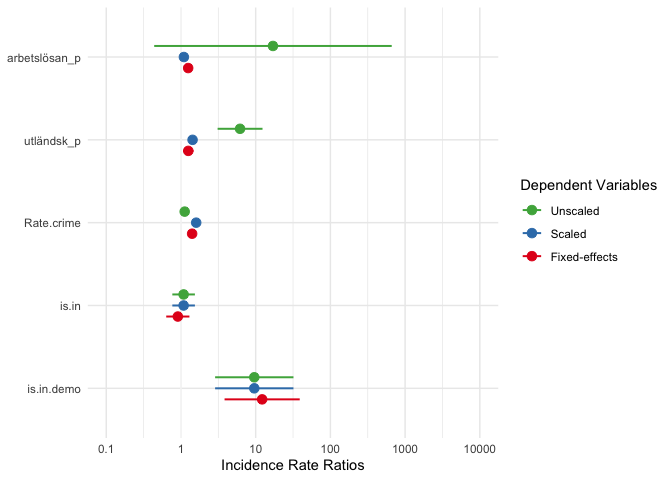 arbetslösan_p
utländsk_p
Rate.crime
is.in
is.in.demo
0.1 1 10 100 1000 10000
Incidence Rate Ratios
Dependent Variables
Unscaled
Scaled
Fixed-effects